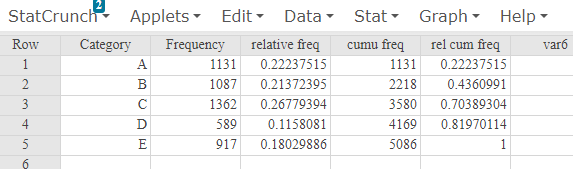 StatCrunch 2 Applets Edit Data Stat Graph Help
Row Category Frequency relative freq cumu freq rel cum freq var6
1 A 1131 0.22237515 1131 0.22237515
2 B 1087 0.21372395 2218 0.4360991
3 C 1362 0.26779394 3580 0.70389304
4 D 589 0.1158081 4169 0.81970114
5 E 917 0.18029886 5086 1
6